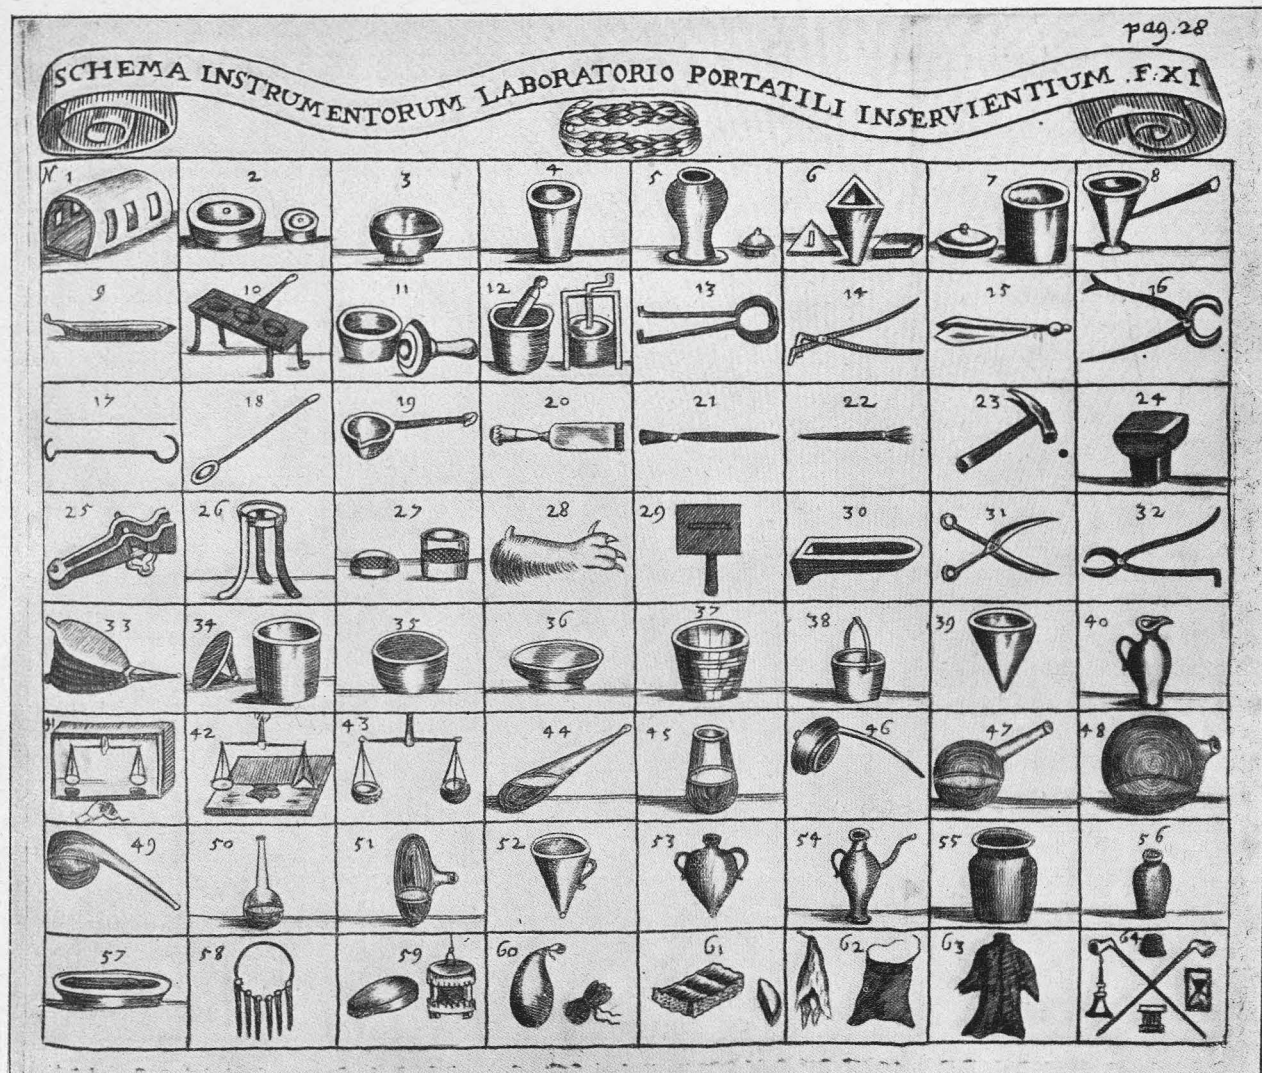 pag. 28
SCHEMA INSTRUMENTORUM LABORATORIO PORTATILI INSERVIENTIUM . F: XI
N 1 2 3 4 5 6 7 8
9 10 11 12 13 14 15 16
17 18 19 20 21 22 23 24
25 26 27 28 29 30 31 32
33 34 35 36 37 38 39 40
41 42 43 44 45 46 47 48
49 50 51 52 53 54 55 56
57 58 59 60 61 62 63 64